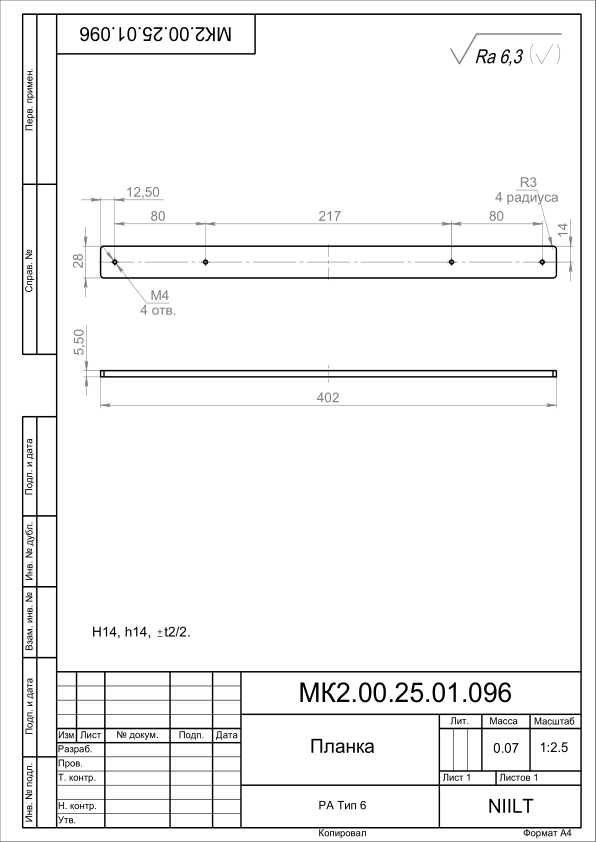 МК2.00.25.01.096
Ra 6,3 (√)
Перв. примен.
Справ. №
12,50
80
217
80
R3
4 радиуса
14
28
М4
4 отв.
5,50
402
Подп. и дата
Инв. № дубл.
Взам. инв. №
Подп. и дата
Инв. № подл.
H14, h14, ±t2/2.
МК2.00.25.01.096
Изм Лист № докум. Подп. Дата
Разраб.
Пров.
Т. контр.
Н. контр.
Утв.
Планка
Лит. Масса Масштаб
0.07 1:2.5
Лист 1 Листов 1
РА Тип 6
NIILT
Копировал Формат А4